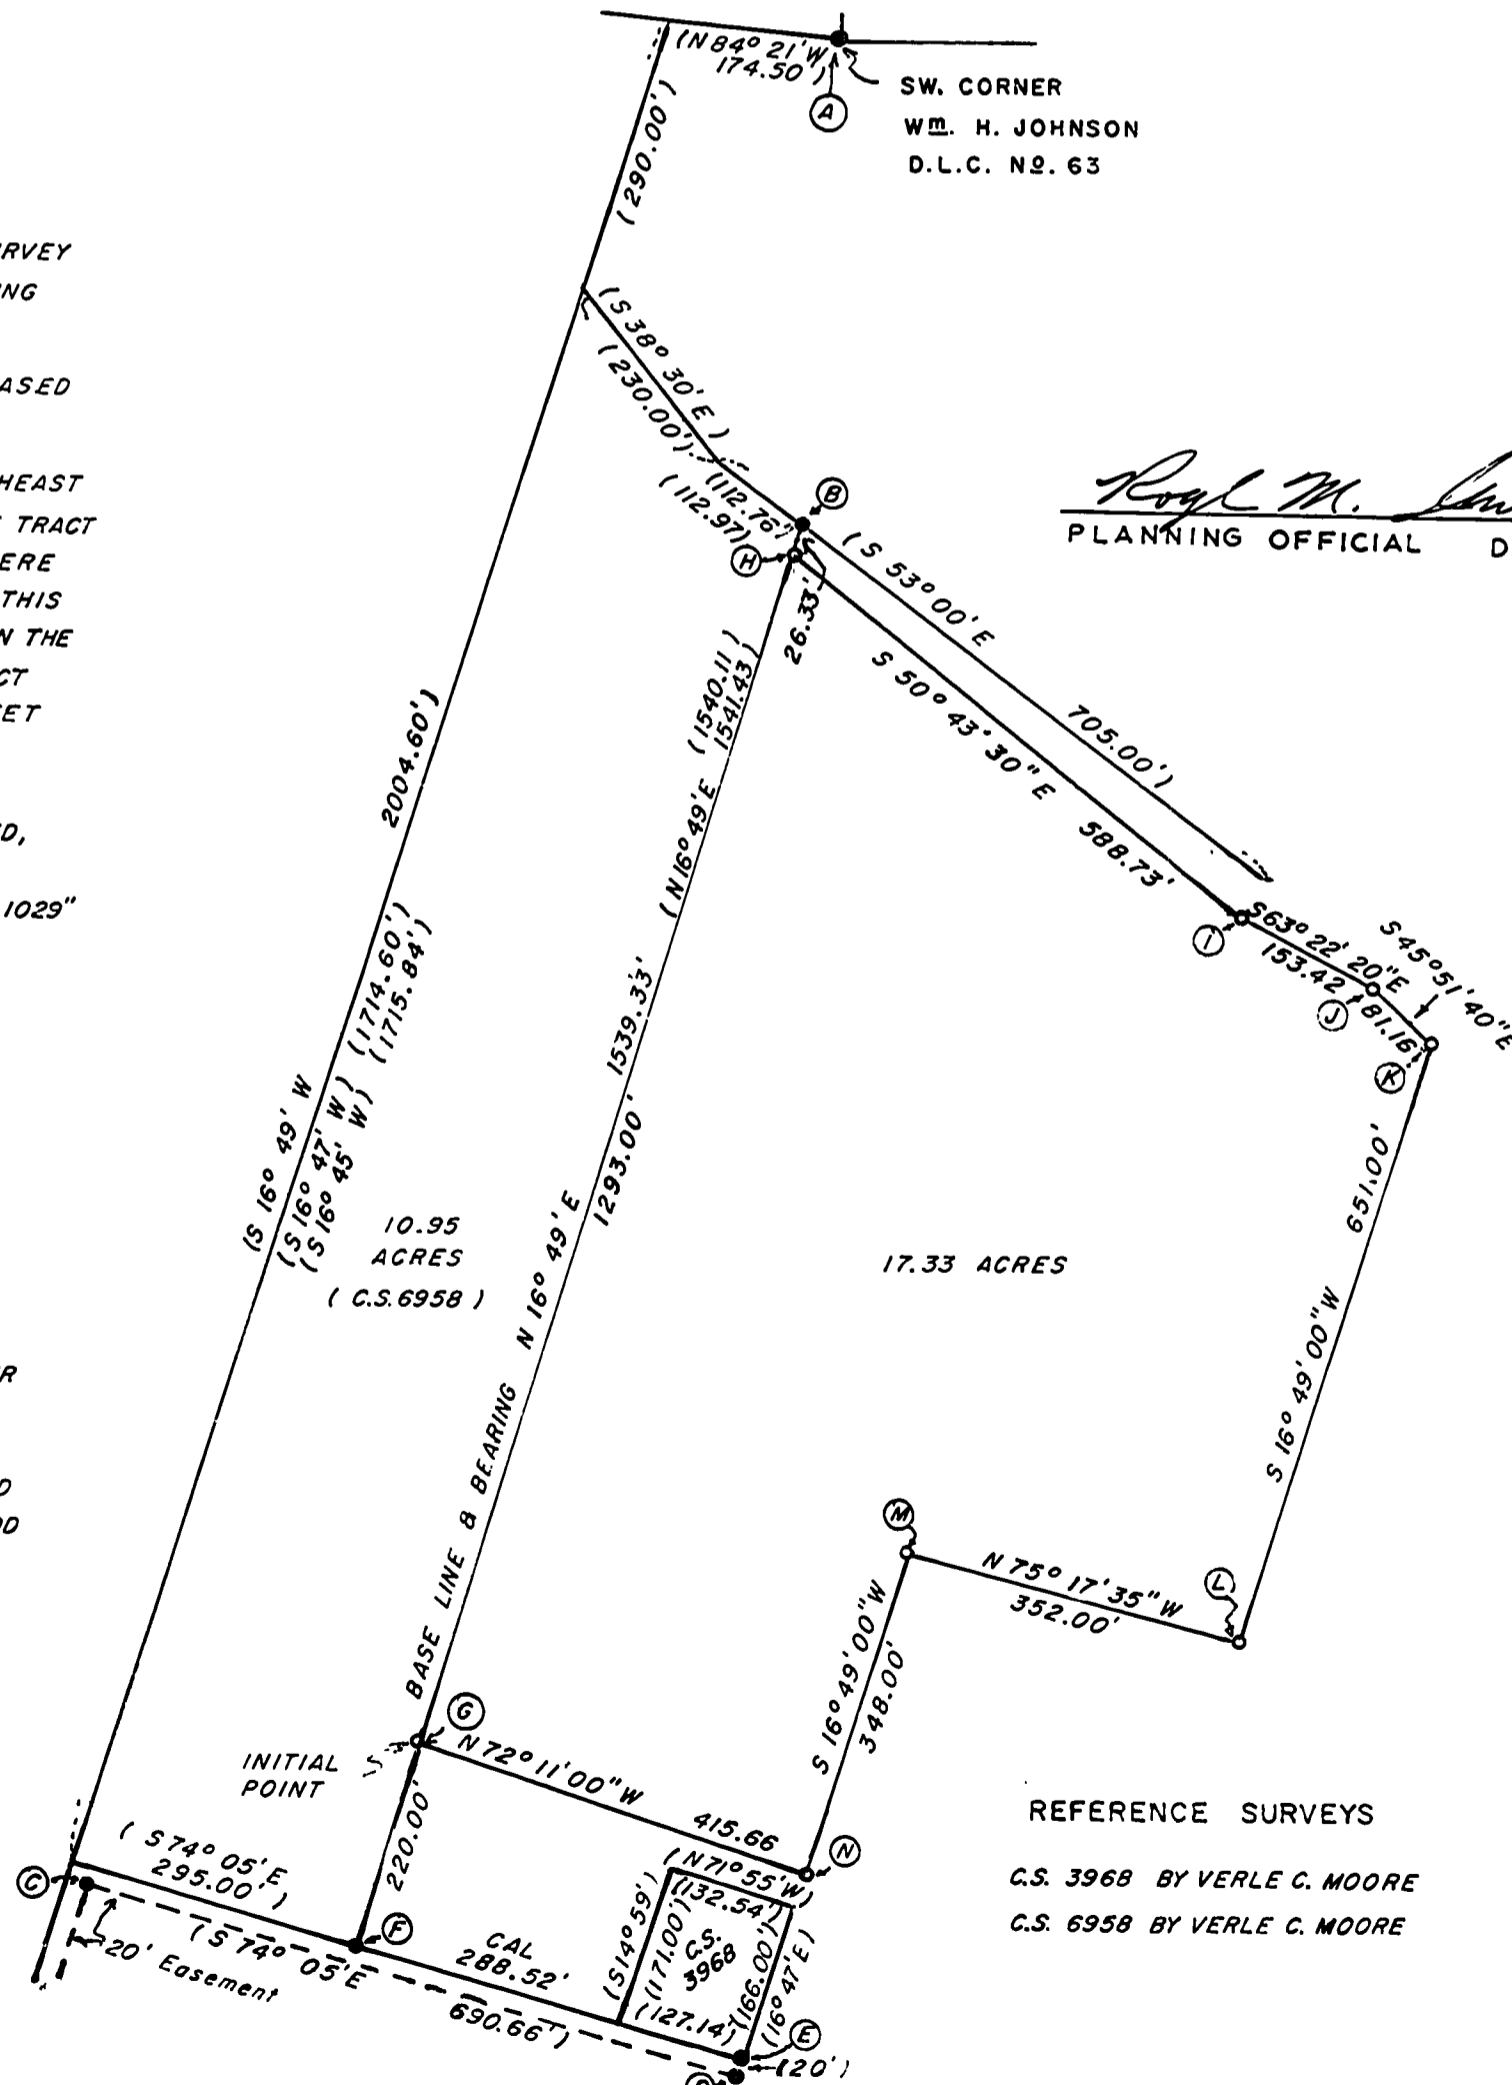 (N 84° 21' W
174.50')
A
SW. CORNER
Wm. H. JOHNSON
D.L.C. No. 63
(290.00')
RVEY
NG
ASED
HEAST
TRACT
ERE
THIS
N THE
CT
ET
D,
1029"
R
D
D
(S 38° 30' E)
(230.00')
(112.76')
(112.97)
B
H
26.33'
(S 53° 00' E
705.00')
PLANNING OFFICIAL D
S 50° 43' 30" E
588.73'
I
S 63° 22' 20" E
153.42
J
S 45° 51' 40" E
81.16'
K
2004.60')
(N 16° 49' E (1540.11)
1541.43)
(1714.60')
(1715.84')
1539.33'
1293.00'
(S 16° 49' W
(S 16° 47' W)
(S 16° 45' W)
10.95
ACRES
(C.S. 6958)
BASE LINE & BEARING N 16° 49' E
17.33 ACRES
651.00'
S 16° 49' 00" W
M
N 75° 17' 35" W
352.00'
L
S 16° 49' 00" W
348.00'
G
INITIAL
POINT
N 72° 11' 00" W
415.66
N
220.00'
(S 74° 05' E
295.00')
C
(S 74° 05' E
690.66')
20' Easement
F
CAL
288.52'
(N 71° 55' W)
(132.54')
(S 14° 59')
(171.00')
C.S.
3968
(166.00')
(16° 47' E)
(127.14)
E
(20')
REFERENCE SURVEYS
C.S. 3968 BY VERLE C. MOORE
C.S. 6958 BY VERLE C. MOORE